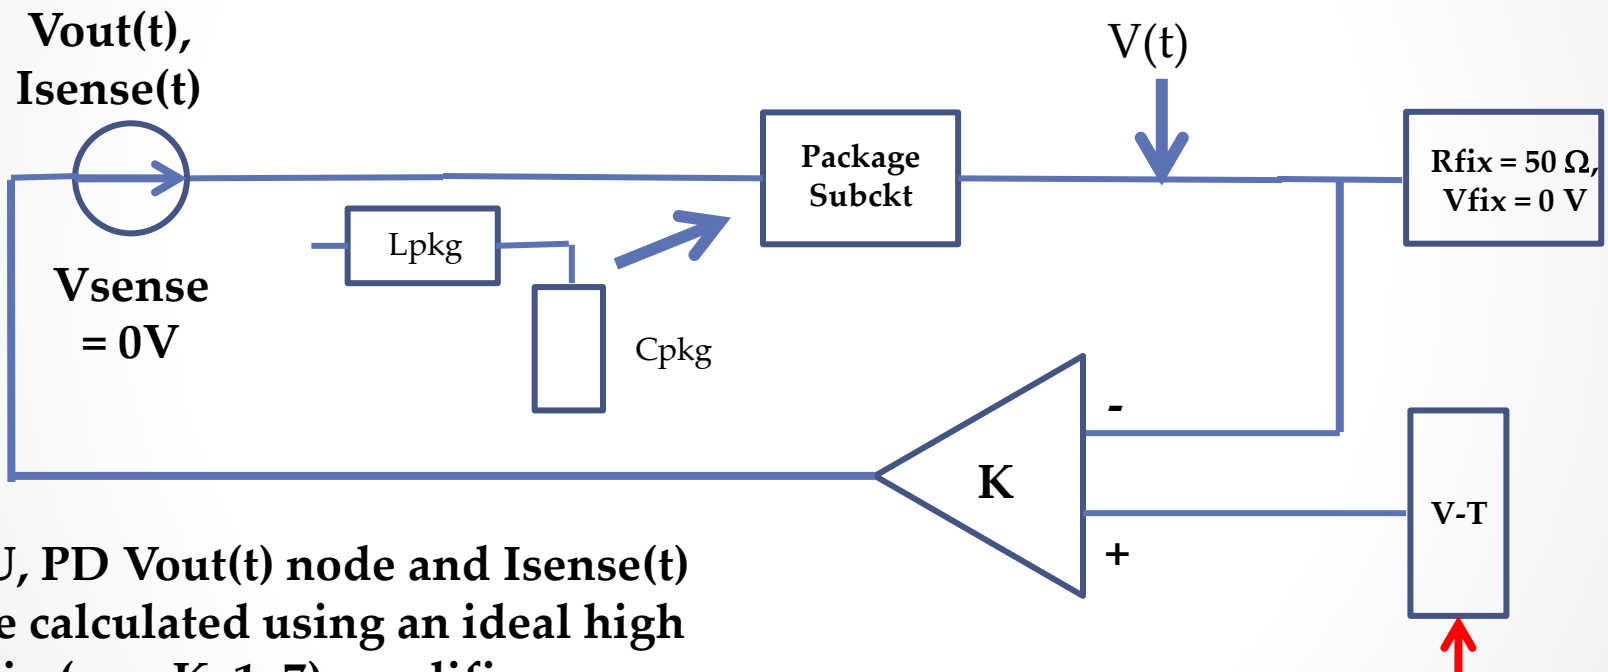 Vout(t),
Isense(t)
V(t)
Package
Subckt
Rfix = 50 Ω,
Vfix = 0 V
Lpkg
Vsense
= 0V
Cpkg
-
K
V-T
+
PD Vout(t) node and Isense(t)
calculated using an ideal high